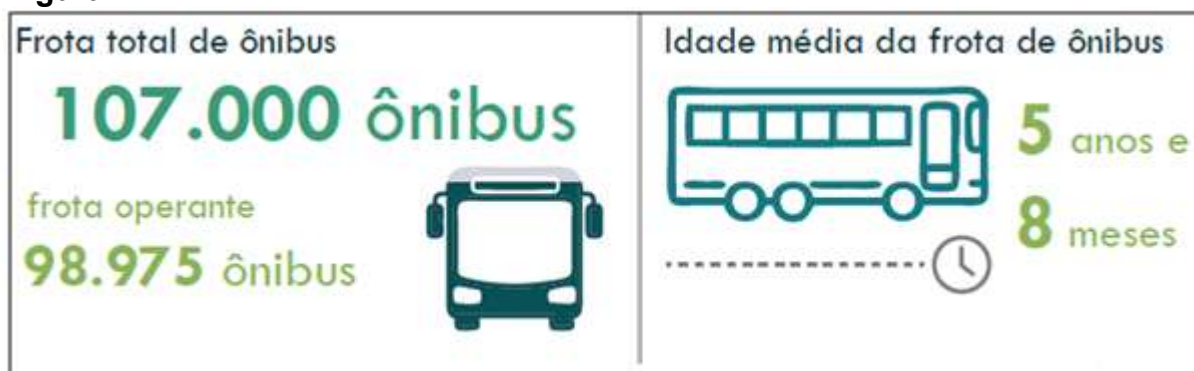 Frota total de ônibus
107.000 ônibus
frota operante
98.975 ônibus
Idade média da frota de ônibus
5 anos e
8 meses